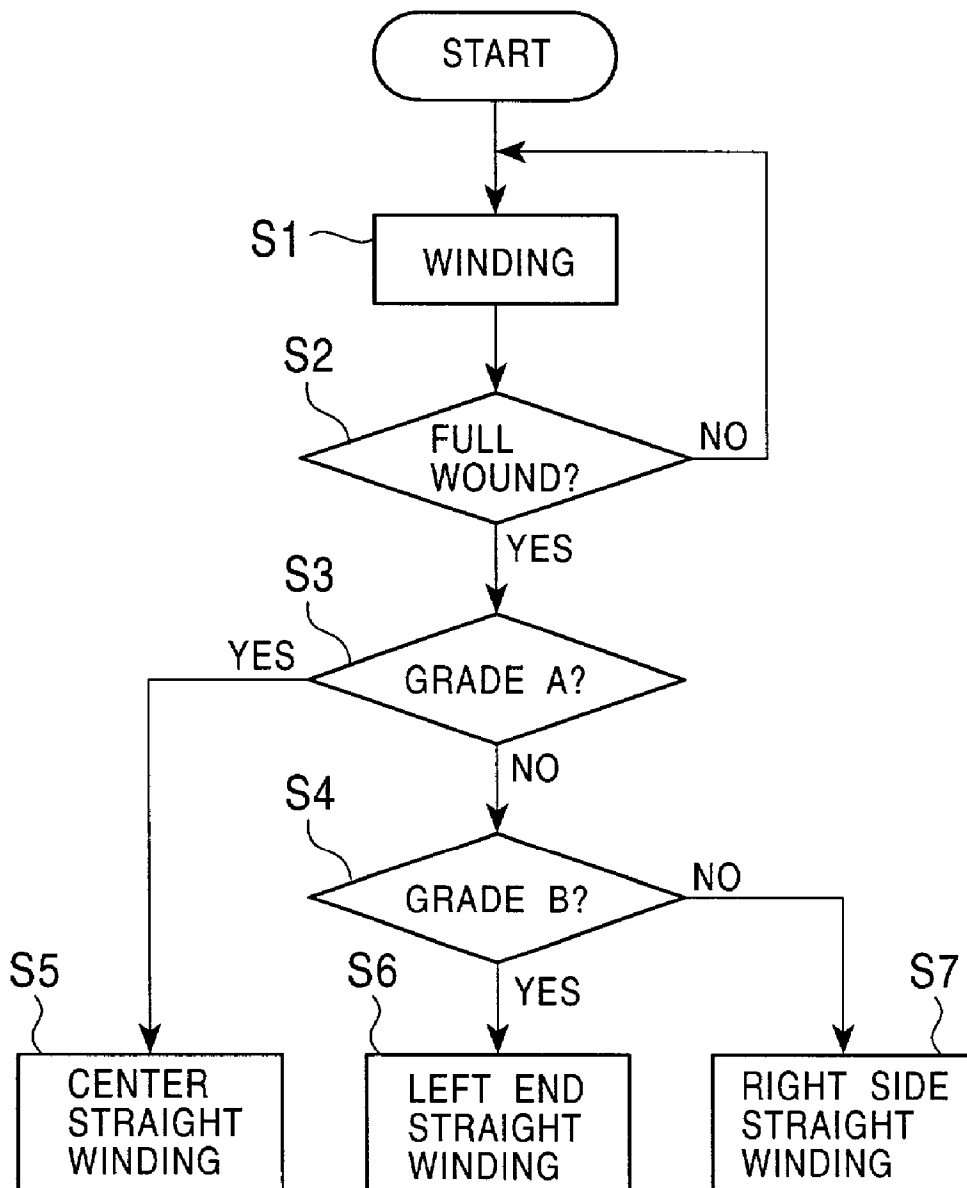 START
S1
WINDING
S2
FULL
WOUND?
NO
YES
S3
YES
GRADE A?
NO
S4
GRADE B?
NO
YES
S5
CENTER
STRAIGHT
WINDING
S6
LEFT END
STRAIGHT
WINDING
S7
RIGHT SIDE
STRAIGHT
WINDING